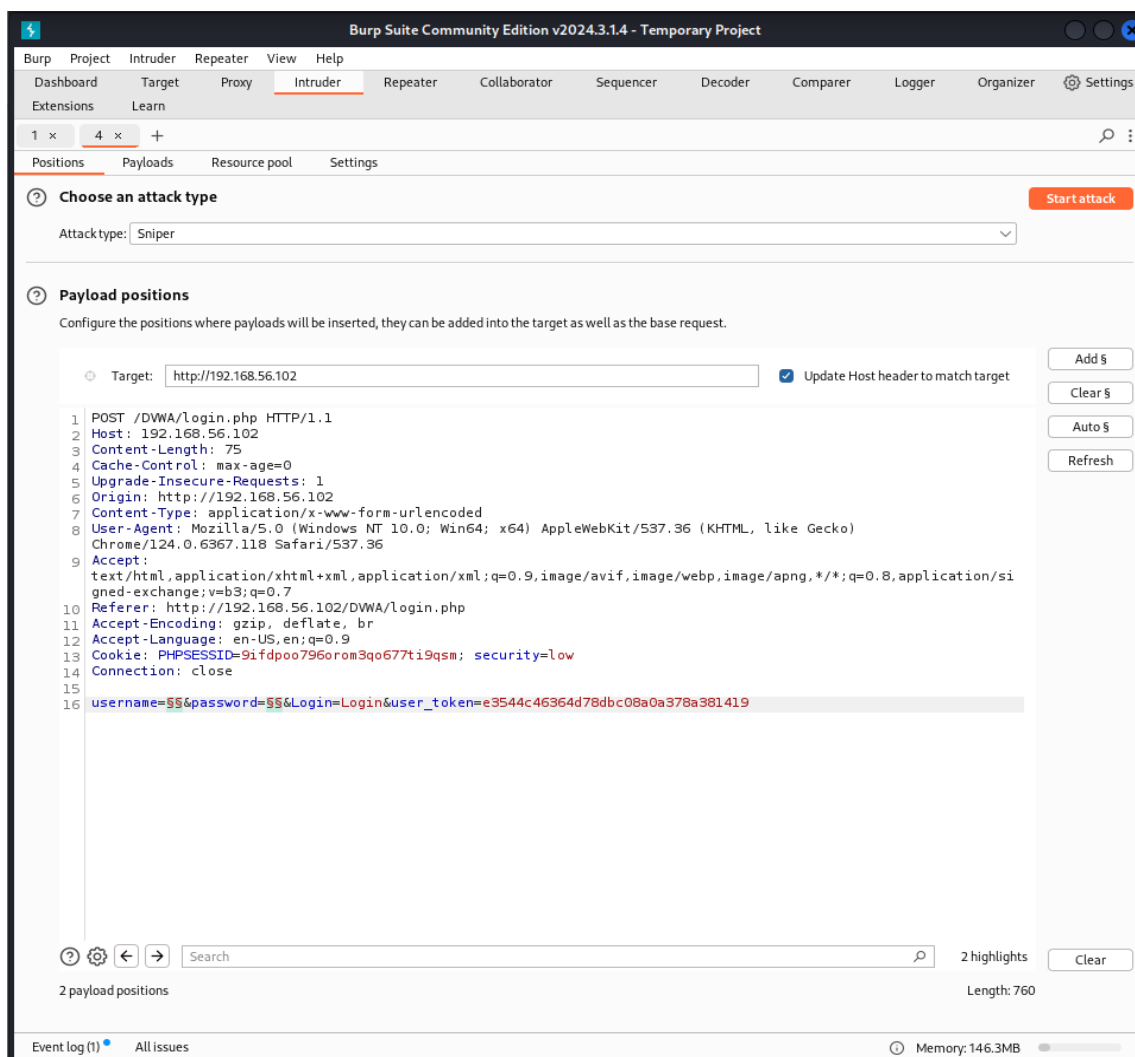 Burp Suite Community Edition v2024.3.1.4 - Temporary Project
Burp Project Intruder Repeater View Help
Dashboard Target Proxy Intruder Repeater Collaborator Sequencer Decoder Comparer Logger Organizer Settings
Extensions Learn
1 × 4 × +
Positions Payloads Resource pool Settings
? Choose an attack type
Start attack
Attack type: Sniper
? Payload positions
Configure the positions where payloads will be inserted, they can be added into the target as well as the base request.
Target: http://192.168.56.102
Update Host header to match target
Add §
Clear §
Auto §
Refresh
1 POST /DVWA/login.php HTTP/1.1
2 Host: 192.168.56.102
3 Content-Length: 75
4 Cache-Control: max-age=0
5 Upgrade-Insecure-Requests: 1
6 Origin: http://192.168.56.102
7 Content-Type: application/x-www-form-urlencoded
8 User-Agent: Mozilla/5.0 (Windows NT 10.0; Win64; x64) AppleWebKit/537.36 (KHTML, like Gecko)
Chrome/124.0.6367.118 Safari/537.36
9 Accept:
text/html,application/xhtml+xml,application/xml;q=0.9,image/avif,image/webp,image/apng,*/*;q=0.8,application/si
gned-exchange;v=b3;q=0.7
10 Referer: http://192.168.56.102/DVWA/login.php
11 Accept-Encoding: gzip, deflate, br
12 Accept-Language: en-US,en;q=0.9
13 Cookie: PHPSESSID=9ifdpoo796orom3qo677ti9qsm; security=low
14 Connection: close
15
16 username=§§&password=§§&Login=Login&user_token=e3544c46364d78dbc08a0a378a381419
? Search 2 highlights Clear
2 payload positions Length: 760
Event log (1) All issues Memory: 146.3MB